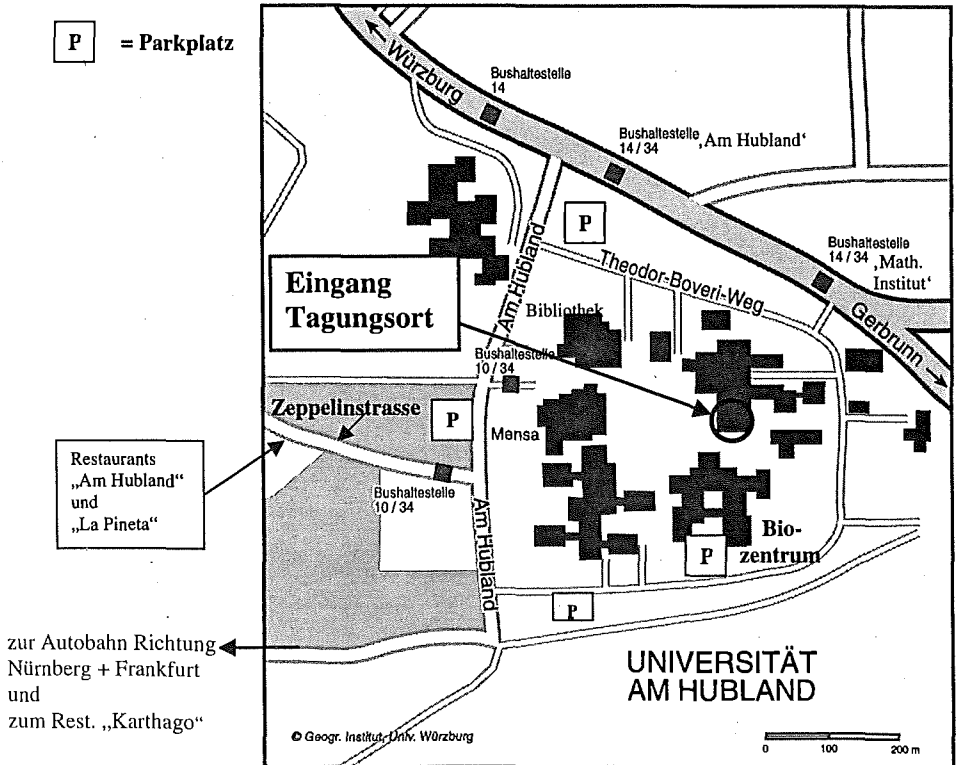 P = Parkplatz
Würzburg
Bushaltestelle
14
Bushaltestelle
14 / 34 ‚Am Hubland‘
P
Bushaltestelle
14 / 34 ‚Math.
Institut‘
Eingang
Tagungsort
Am Hubland
Theodor-Boveri-Weg
Gerbrunn
Bibliothek
Bushaltestelle
10 / 34
Zeppelinstrasse
P
Mensa
Restaurants
„Am Hubland“
und
„La Pineta“
Bushaltestelle
10 / 34
Am Hubland
Bio-
zentrum
P
P
zur Autobahn Richtung
Nürnberg + Frankfurt
und
zum Rest. „Karthago“
UNIVERSITÄT
AM HUBLAND
© Geogr. Institut, Univ. Würzburg
0 100 200 m